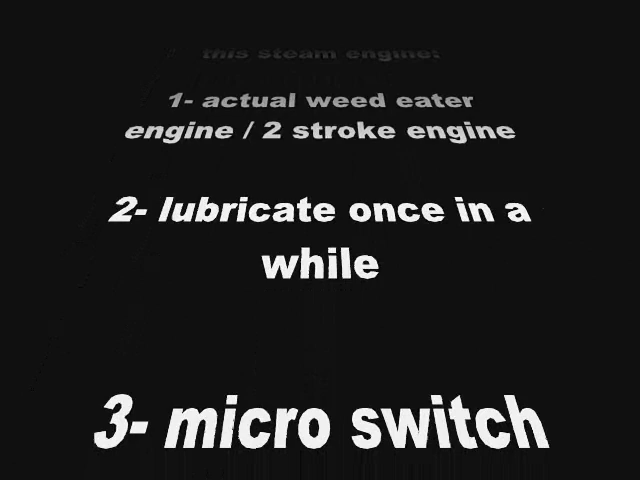 this steam engine:
1- actual weed eater
engine / 2 stroke engine
2- lubricate once in a
while
3- micro switch